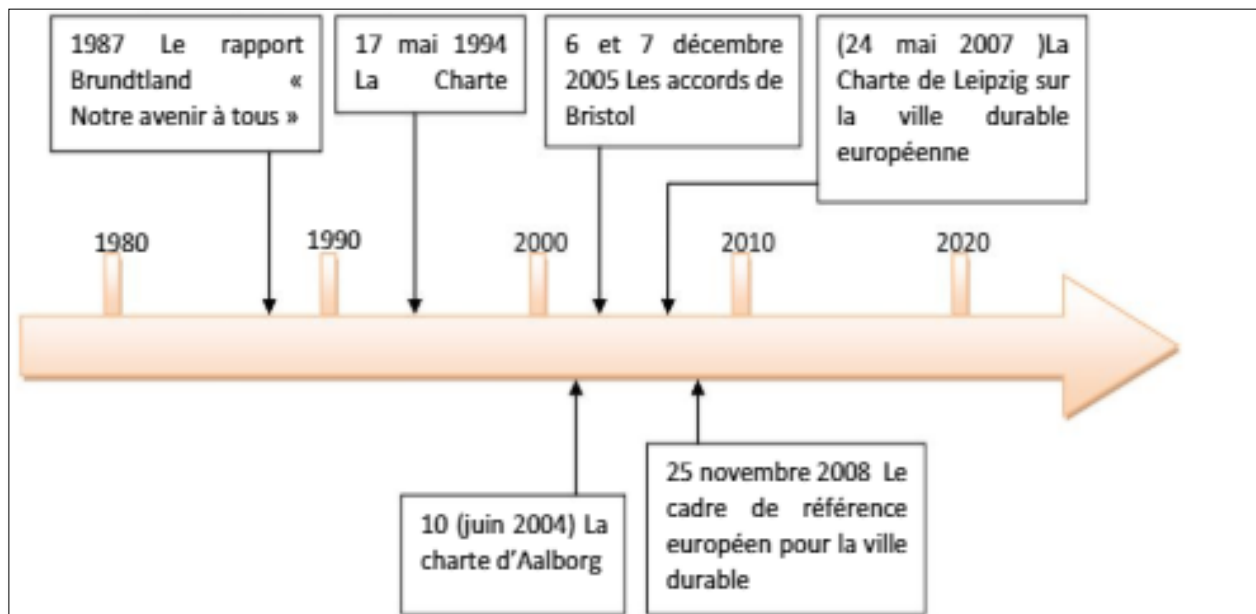 1987 Le rapport
Brundtland «
Notre avenir à tous »
17 mai 1994
La Charte
6 et 7 décembre
2005 Les accords de
Bristol
(24 mai 2007 )La
Charte de Leipzig sur
la ville durable
européenne
1980
1990
2000
2010
2020
10 (juin 2004) La
charte d'Aalborg
25 novembre 2008 Le
cadre de référence
européen pour la ville
durable